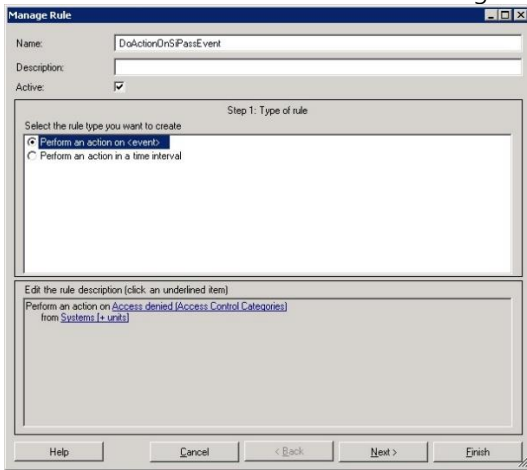 Manage Rule
Name: DoActionOnSiPassEvent
Description:
Active:
Step 1: Type of rule
Select the rule type you want to create
Perform an action on <event>
Perform an action in a time interval
Edit the rule description (click an underlined item)
Perform an action on Access denied (Access Control Categories)
from Systems [+ units]
Help Cancel < Back Next > Finish